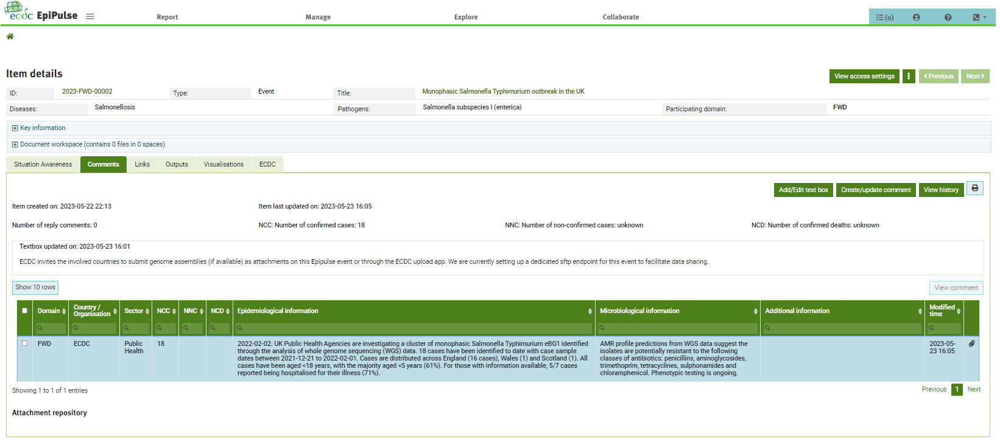 ecdc EpiPulse
Report
Manage
Explore
Collaborate
(0)
Item details
View access settings
Previous
Next
ID:
2023-FWD-00002
Type:
Event
Title:
Monophasic Salmonella Typhimurium outbreak in the UK
Diseases:
Salmonellosis
Pathogens:
Salmonella subspecies I (enterica)
Participating domain:
FWD
Key information
Document workspace (contains 0 files in 0 spaces)
Situation Awareness
Comments
Links
Outputs
Visualisations
ECDC
Add/Edit text box
Create/update comment
View history
Item created on: 2023-05-22 22:13
Item last updated on: 2023-05-23 16:05
Number of reply comments: 0
NCC: Number of confirmed cases: 18
NNC: Number of non-confirmed cases: unknown
NCD: Number of confirmed deaths: unknown
Textbox updated on: 2023-05-23 16:01
ECDC invites the involved countries to submit genome assemblies (if available) as attachments on this Epipulse event or through the ECDC upload app. We are currently setting up a dedicated sftp endpoint for this event to facilitate data sharing.
Show 10 rows
View comment
Domain
Country /
Organisation
Sector
NCC
NNC
NCD
Epidemiological information
Microbiological information
Additional information
Modified
time
FWD
ECDC
Public
Health
18
2022-02-02. UK Public Health Agencies are investigating a cluster of monophasic Salmonella Typhimurium eBG1 identified
through the analysis of whole genome sequencing (WGS) data. 18 cases have been identified to date with case sample
dates between 2021-12-21 to 2022-02-01. Cases are distributed across England (16 cases), Wales (1) and Scotland (1). All
cases have been aged <18 years, with the majority aged <5 years (61%). For those with information available, 5/7 cases
reported being hospitalised for their illness (71%).
AMR profile predictions from WGS data suggest the
isolates are potentially resistant to the following
classes of antibiotics: penicillins, aminoglycosides,
trimethoprim, tetracyclines, sulphonamides and
chloramphenicol. Phenotypic testing is ongoing.
2023-05-
23 16:05
Showing 1 to 1 of 1 entries
Previous
1
Next
Attachment repository